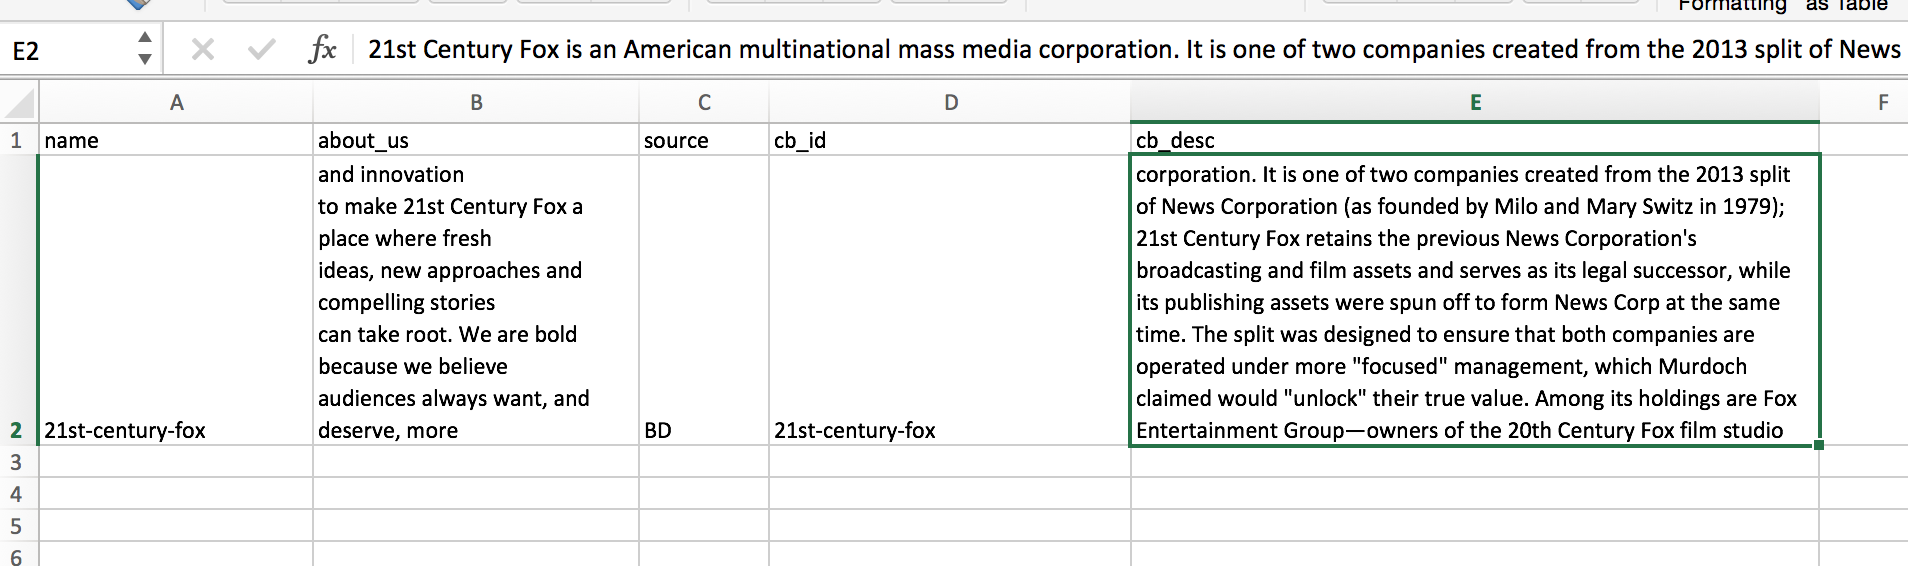 Formatting as Table
E2 fx 21st Century Fox is an American multinational mass media corporation. It is one of two companies created from the 2013 split of News
A B C D E F
1 name about_us source cb_id cb_desc
and innovation
to make 21st Century Fox a
place where fresh
ideas, new approaches and
compelling stories
can take root. We are bold
because we believe
audiences always want, and
deserve, more
corporation. It is one of two companies created from the 2013 split
of News Corporation (as founded by Milo and Mary Switz in 1979);
21st Century Fox retains the previous News Corporation's
broadcasting and film assets and serves as its legal successor, while
its publishing assets were spun off to form News Corp at the same
time. The split was designed to ensure that both companies are
operated under more "focused" management, which Murdoch
claimed would "unlock" their true value. Among its holdings are Fox
Entertainment Group—owners of the 20th Century Fox film studio
2 21st-century-fox BD 21st-century-fox
3
4
5
6